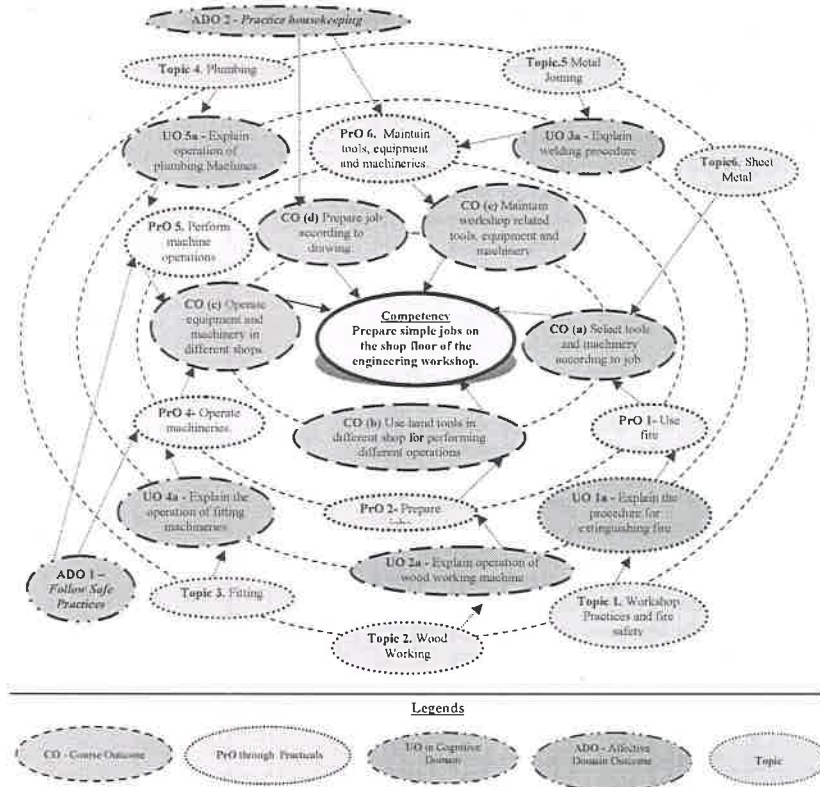 ADO 2 - Practice housekeeping
Topic 4. Plumbing
Topic.5 Metal
Joining
UO 5a - Explain
operation
of
plumbing Machines
PrO 6. Maintain
tools, equipment
and machineries
UO 3a - Explain
welding procedure
Topic6. Sheet
Metal
PrO 5. Perform
machine
operations
CO (d) Prepare job
according to
drawing.
CO (e) Maintain
workshop related
tools, equipment and
machinery
CO (c) Operate
equipment and
machinery in
different shops
Competency
Prepare simple jobs on
the shop floor of the
engineering workshop.
CO (a) Select tools
and machinery
according to job
PrO 4- Operate
machineries.
CO (b) Use hand tools in
different shop for performing
different operations
PrO 1- Use
fire
UO 4a - Explain the
operation of fitting
machineries
PrO 2- Prepare
UO 1a - Explain the
procedure for
extinguishing fire
ADO 1 –
Follow Safe
Practices
UO 2a - Explain operation of
wood working machine
Topic 3. Fitting
Topic 1. Workshop
Practices and fire
safety
Topic 2. Wood
Working
Legends
CO - Course Outcome
PrO through Practicals
UO in Cognitive
Domain
ADO - Affective
Domain Outcome
Topic